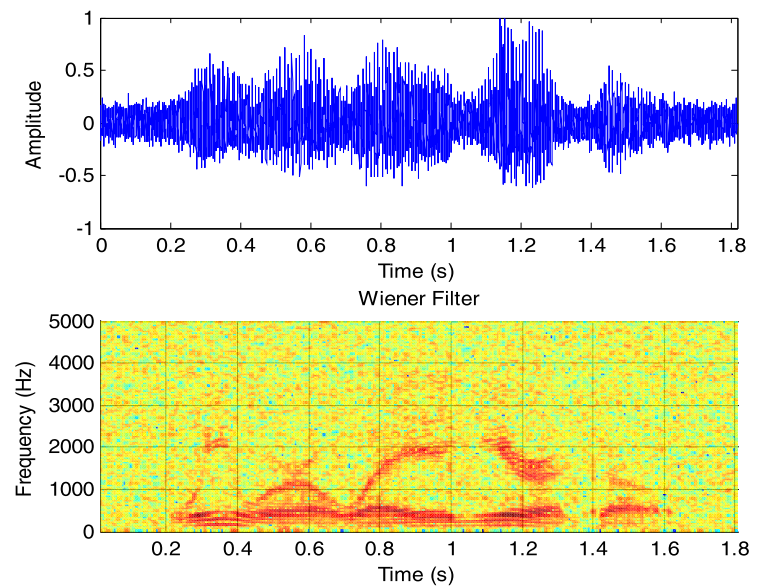 1
0.5
0
-0.5
-1
Amplitude
0 0.2 0.4 0.6 0.8 1 1.2 1.4 1.6 1.8
Time (s)
Wiener Filter
5000
4000
3000
2000
1000
0
Frequency (Hz)
0.2 0.4 0.6 0.8 1 1.2 1.4 1.6 1.8
Time (s)